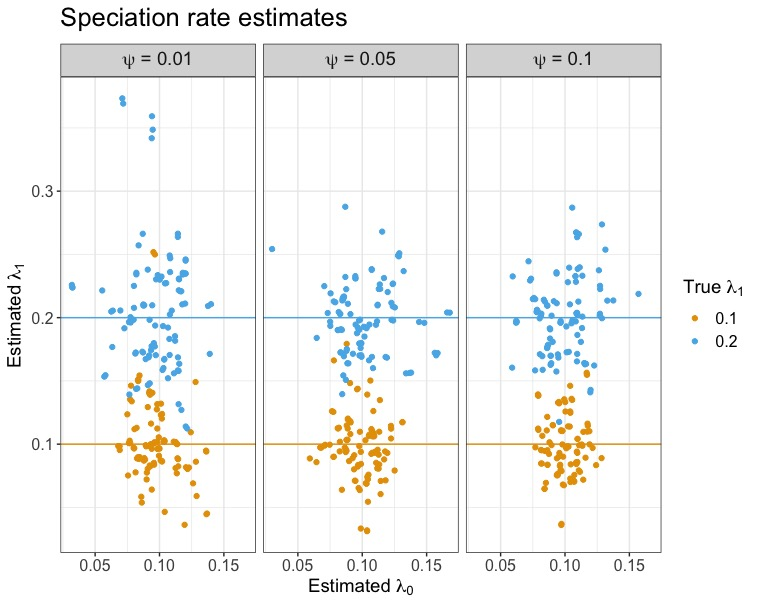 Speciation rate estimates
ψ = 0.01
ψ = 0.05
ψ = 0.1
Estimated λ₁
0.3
0.2
0.1
0.05 0.10 0.15
0.05 0.10 0.15
0.05 0.10 0.15
Estimated λ₀
True λ₁
0.1
0.2